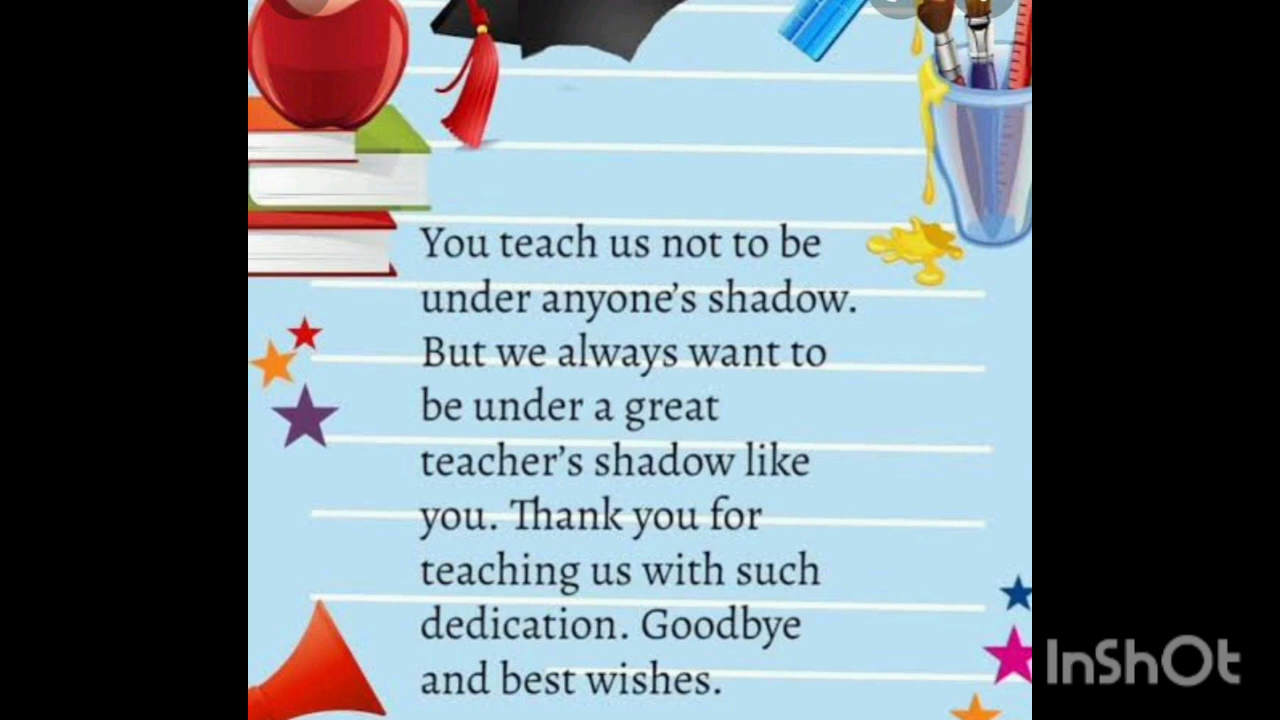 You teach us not to be
under anyone’s shadow.
But we always want to
be under a great
teacher’s shadow like
you. Thank you for
teaching us with such
dedication. Goodbye
and best wishes.
InShOt